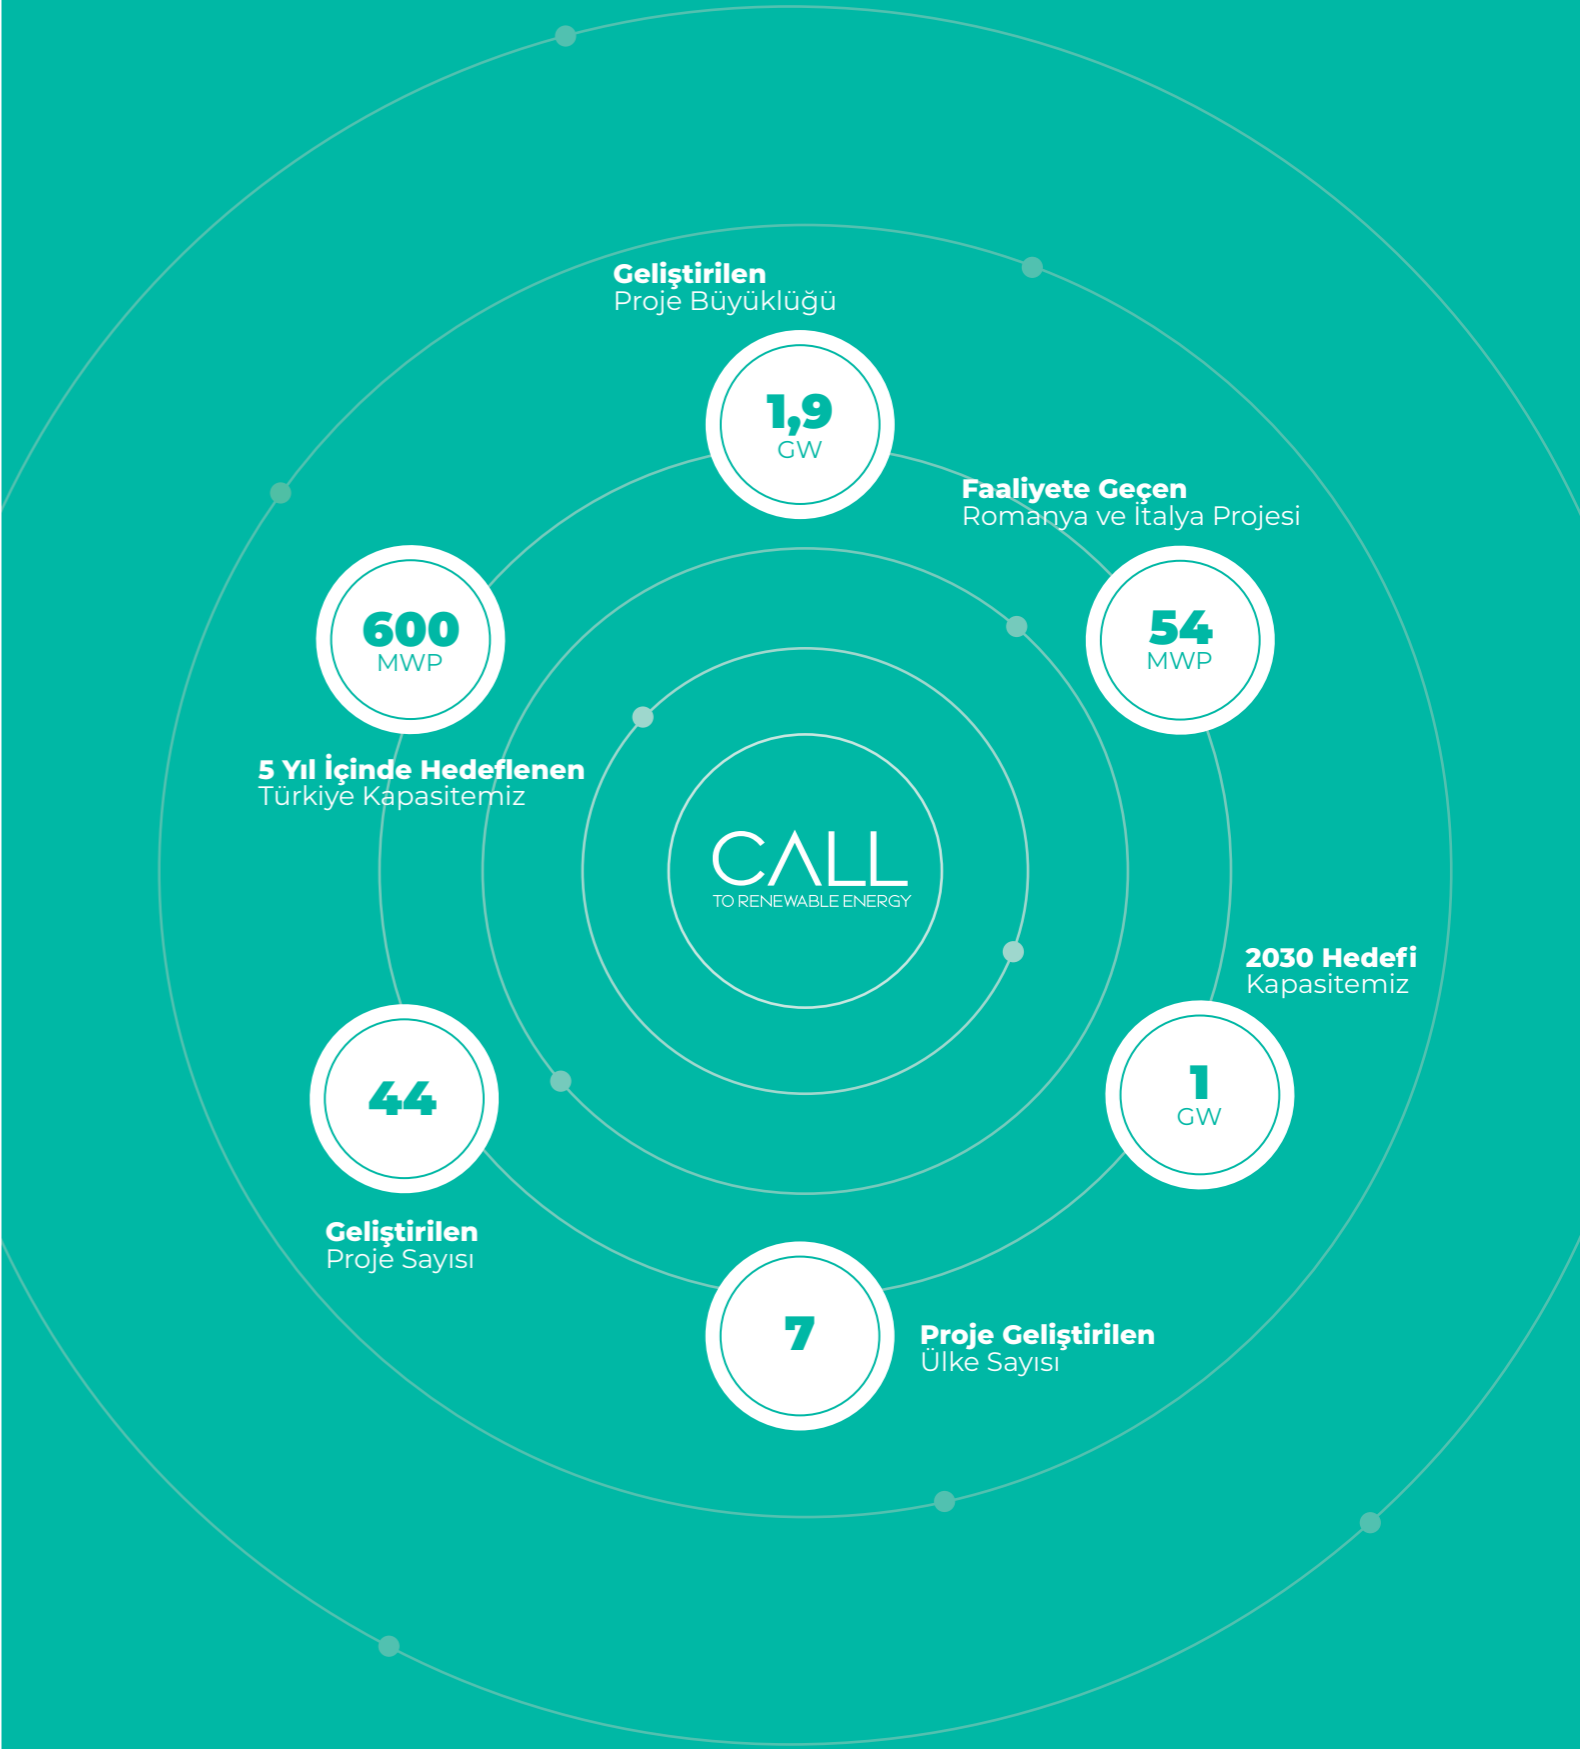 Geliştirilen
Proje Büyüklüğü
1,9
GW
Faaliyete Geçen
Romanya ve İtalya Projesi
54
MWP
600
MWP
5 Yıl İçinde Hedeflenen
Türkiye Kapasitemiz
CALL
TO RENEWABLE ENERGY
2030 Hedefi
Kapasitemiz
1
GW
44
Geliştirilen
Proje Sayısı
7
Proje Geliştirilen
Ülke Sayısı